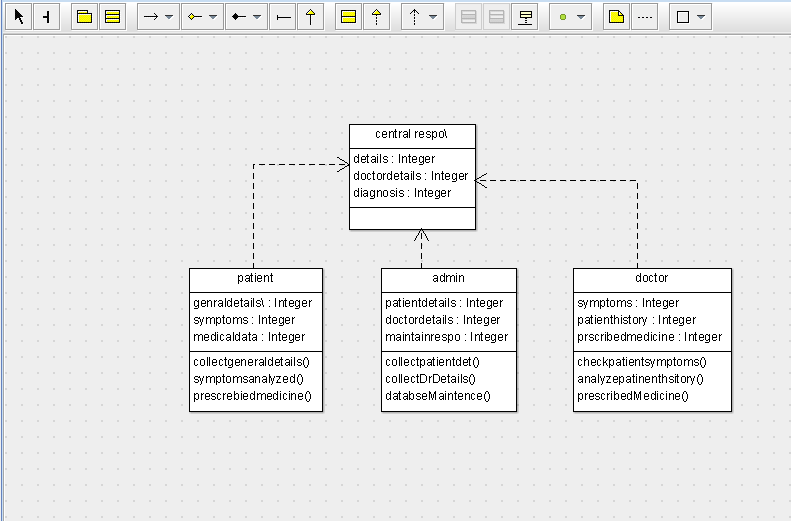 central respo\
details : Integer
doctordetails : Integer
diagnosis : Integer
patient
genraldetails\ : Integer
symptoms : Integer
medicaldata : Integer
collectgeneraldetails()
symptomsanalyzed()
prescrebiedmedicine()
admin
patientdetails : Integer
doctordetails : Integer
maintainrespo : Integer
collectpatientdet()
collectDrDetails()
databseMaintence()
doctor
symptoms : Integer
patienthistory : Integer
prscribedmedicine : Integer
checkpatientsymptoms()
analyzepatinenthsitory()
prescribedMedicine()